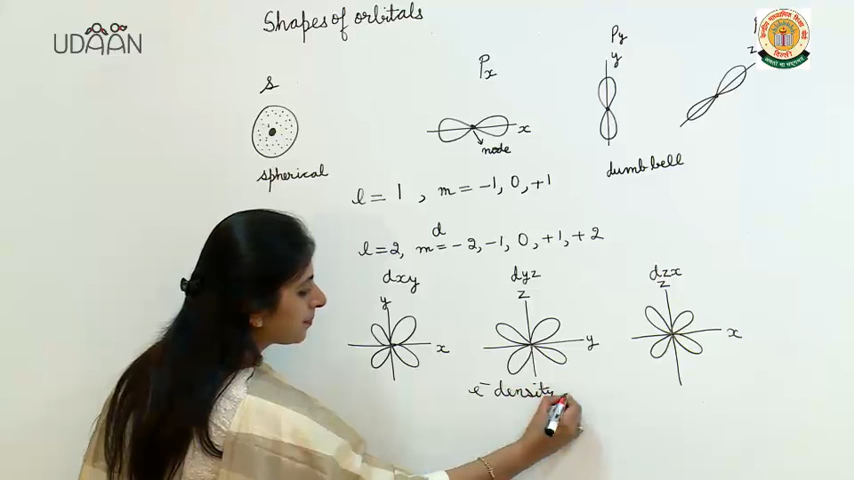 UDAAN
Shapes of orbitals
s
Px
Py
y
z
x
node
spherical
dumb bell
l = 1 , m = -1, 0, +1
d
l = 2, m = -2, -1, 0, +1, +2
dxy
dyz
dzx
y
z
z
x
y
x
e⁻ density